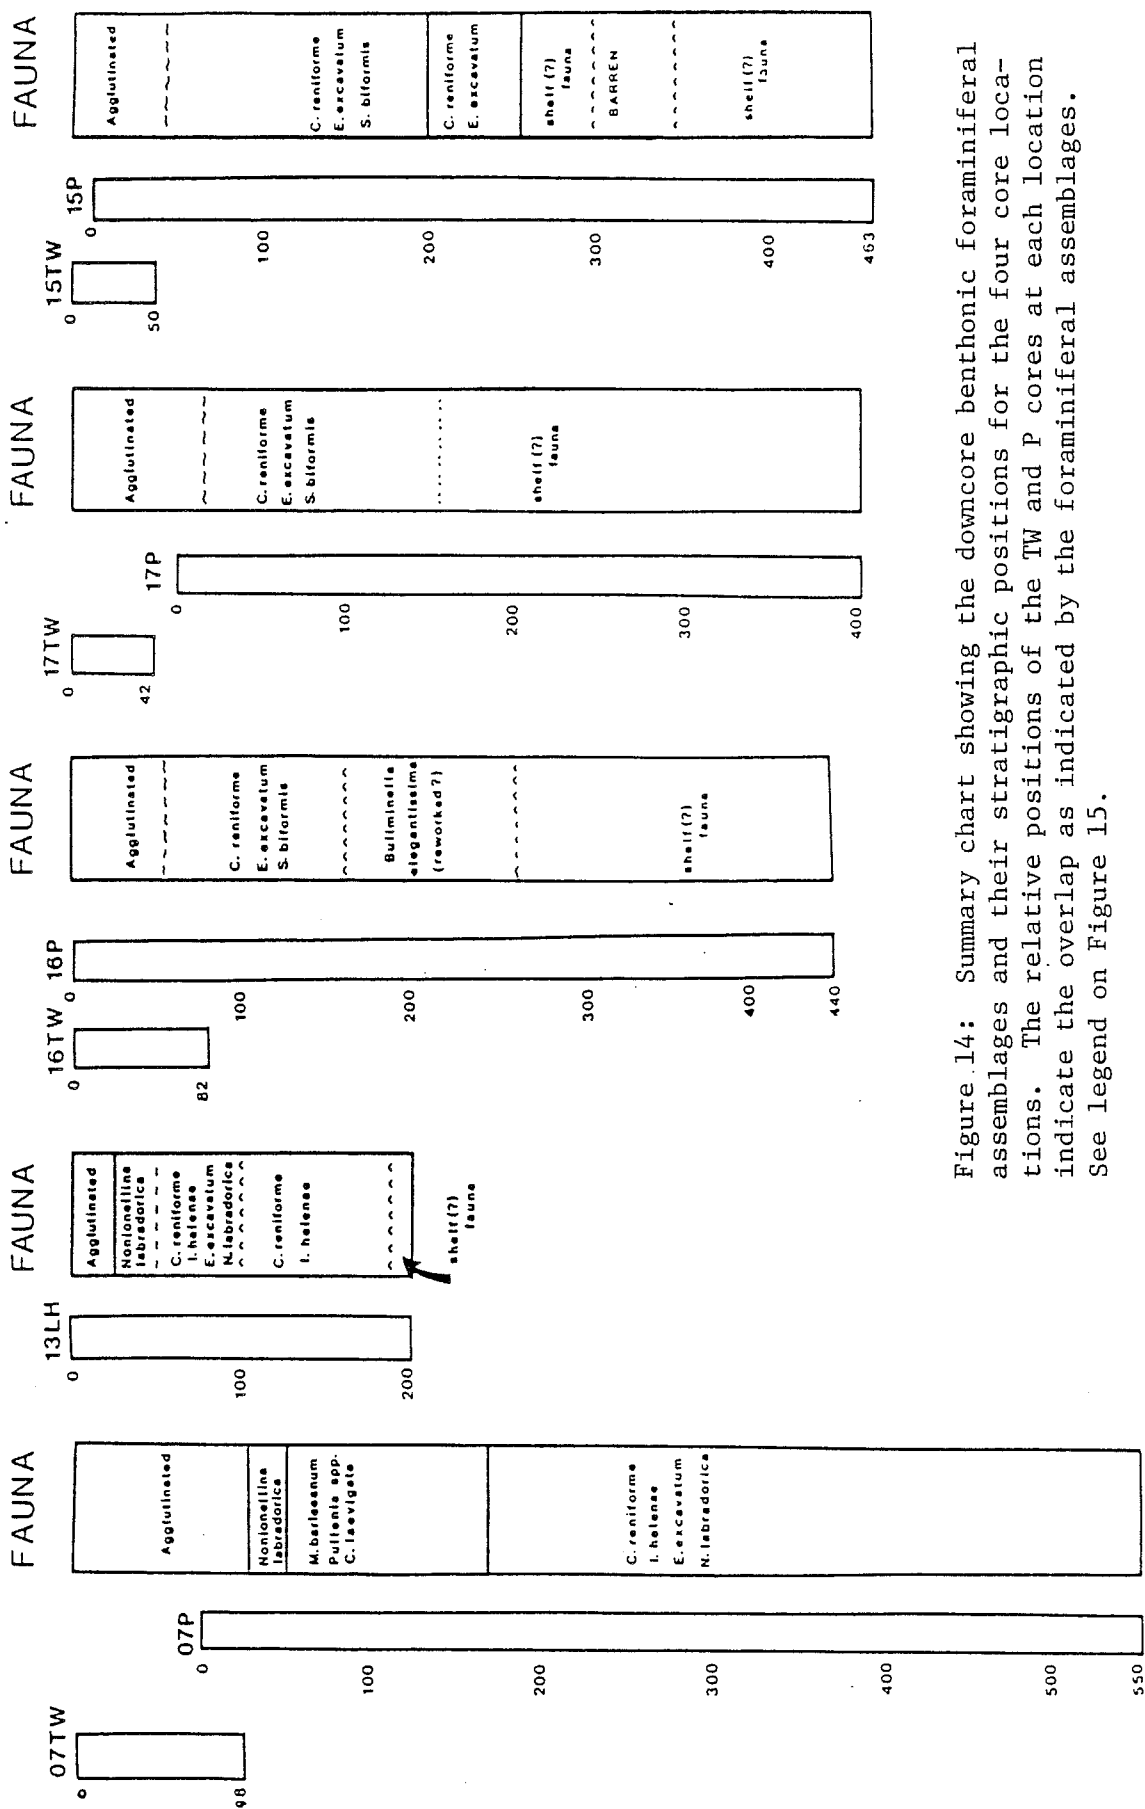 07TW
0
98
07P
0
100
200
300
400
500
550
FAUNA
Agglutinated
Nonionellina
labradorica
M. barleeanum
Pullenia spp.
C. laevigata
C. reniforme
I. helenae
E. excavatum
N. labradorica
13LH
0
100
200
FAUNA
Agglutinated
Nonionellina
labradorica
C. reniforme
I. helenae
E. excavatum
N. labradorica
C. reniforme
I. helenae
shelf (?)
fauna
16TW
0
82
16P
0
100
200
300
400
440
FAUNA
Agglutinated
C. reniforme
E. excavatum
S. biformis
Buliminella
elegantissima
(reworked?)
shelf (?)
fauna
17TW
0
42
17P
0
100
200
300
400
FAUNA
Agglutinated
C. reniforme
E. excavatum
S. biformis
shelf (?)
fauna
15TW
0
50
15P
0
100
200
300
400
463
FAUNA
Agglutinated
C. reniforme
E. excavatum
S. biformis
C. reniforme
E. excavatum
shelf (?)
fauna
BARREN
shelf (?)
fauna
Figure 14: Summary chart showing the downcore benthonic foraminiferal
assemblages and their stratigraphic positions for the four core loca-
tions. The relative positions of the TW and P cores at each location
indicate the overlap as indicated by the foraminiferal assemblages.
See legend on Figure 15.